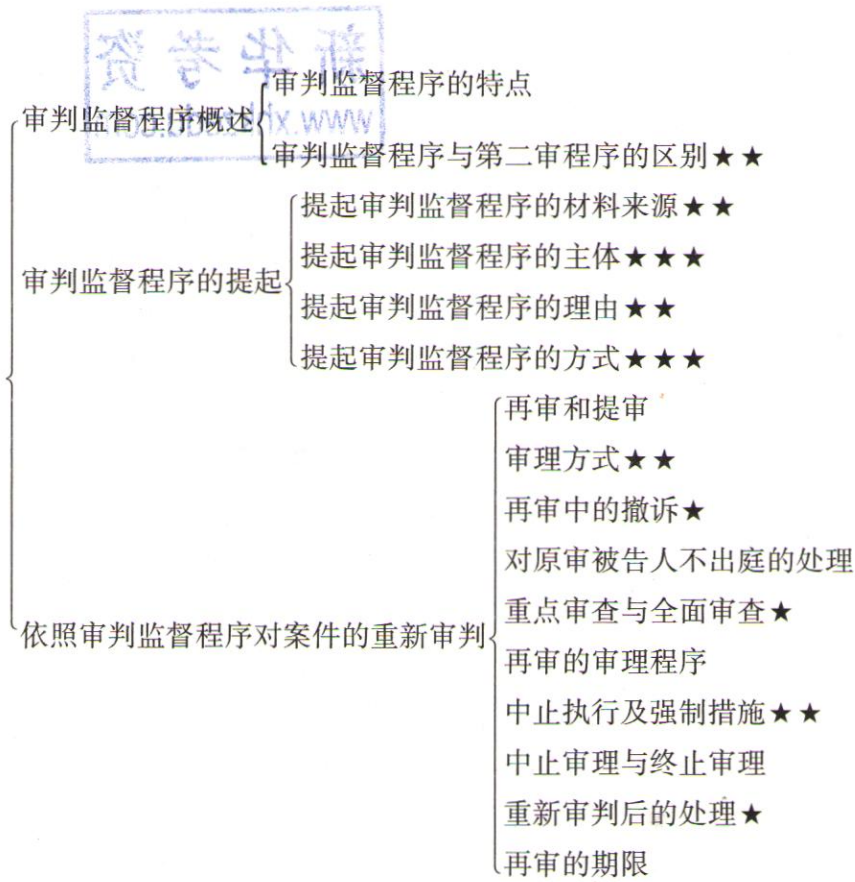 新华考资
审判监督程序概述
审判监督程序的特点
审判监督程序与第二审程序的区别★★
审判监督程序的提起
提起审判监督程序的材料来源★★
提起审判监督程序的主体★★★
提起审判监督程序的理由★★
提起审判监督程序的方式★★★
依照审判监督程序对案件的重新审判
再审和提审
审理方式★★
再审中的撤诉★
对原审被告人不出庭的处理
重点审查与全面审查★
再审的审理程序
中止执行及强制措施★★
中止审理与终止审理
重新审判后的处理★
再审的期限